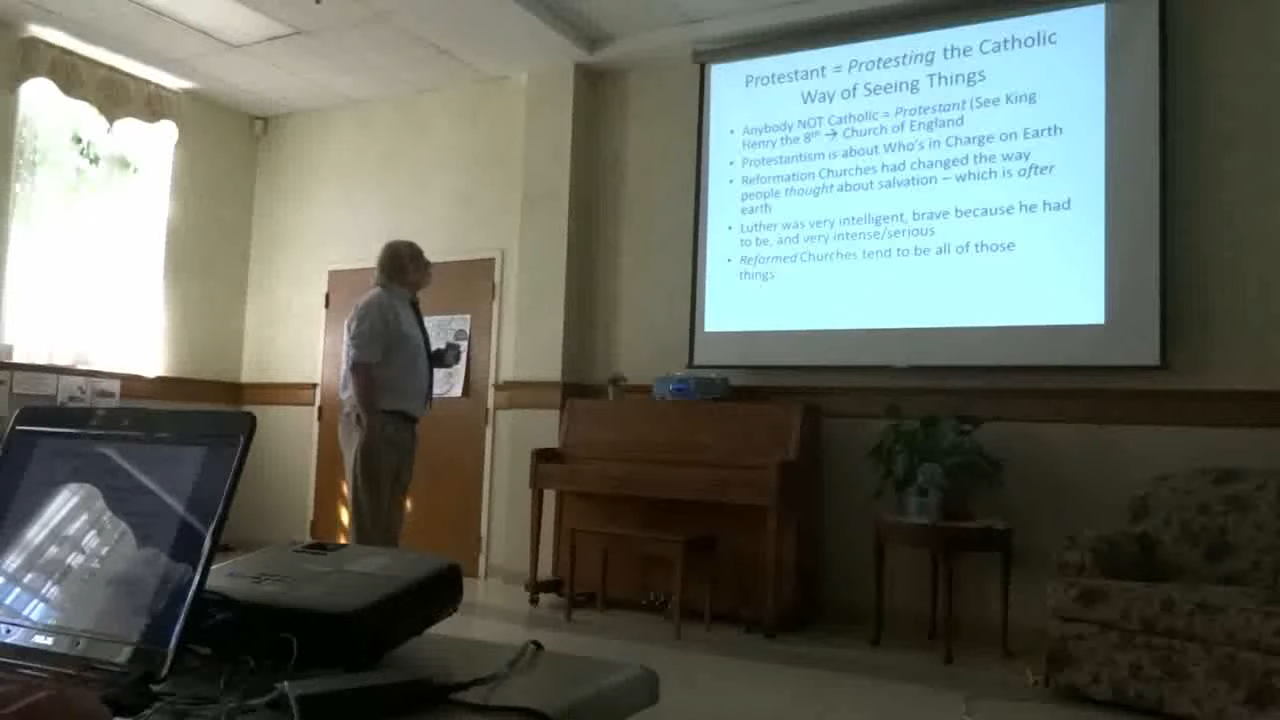 Protestant = Protesting the Catholic
Way of Seeing Things
• Anybody NOT Catholic = Protestant (See King
Henry the 8th → Church of England
• Protestantism is about Who's in Charge on Earth
• Reformation Churches had changed the way
people thought about salvation – which is after
earth
• Luther was very intelligent, brave because he had
to be, and very intense/serious
• Reformed Churches tend to be all of those
things
ASUS